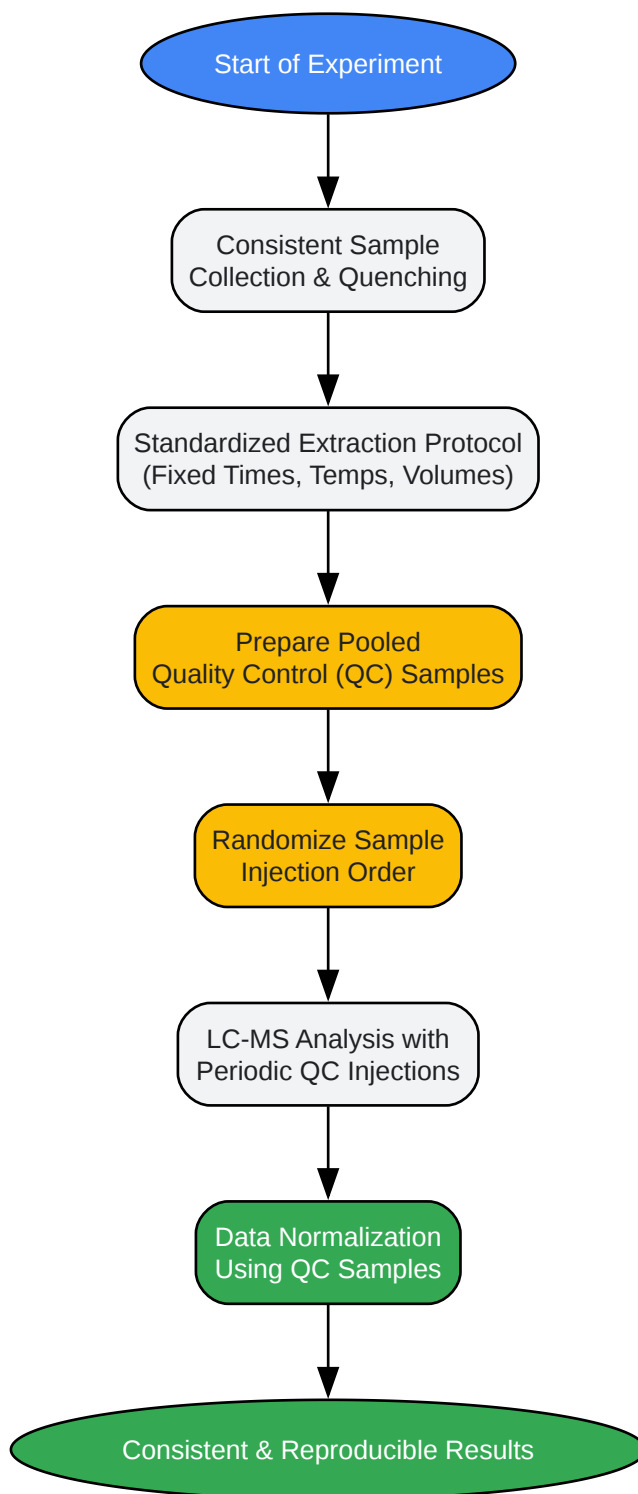 Start of Experiment
Consistent Sample
Collection & Quenching
Standardized Extraction Protocol
(Fixed Times, Temps, Volumes)
Prepare Pooled
Quality Control (QC) Samples
Randomize Sample
Injection Order
LC-MS Analysis with
Periodic QC Injections
Data Normalization
Using QC Samples
Consistent & Reproducible Results